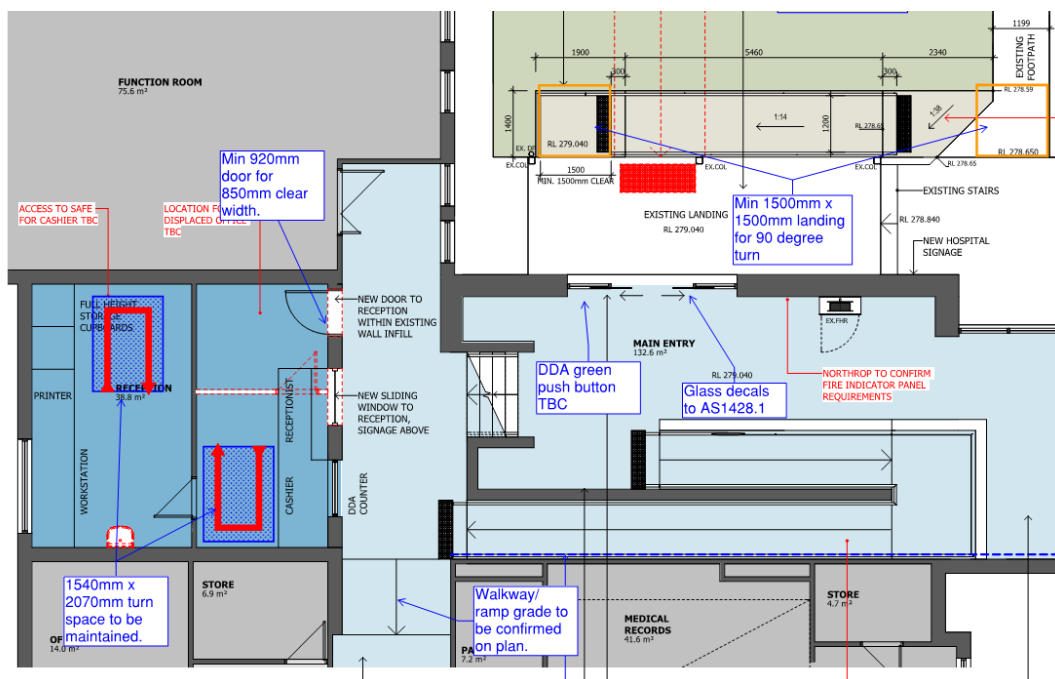 1199
1900
5460
2340
300
300
EXISTING
FOOTPATH
RL 278.59
FUNCTION ROOM
75.6 m²
1400
1:14
1200
1:38
RL 278.65
RL 279.040
RL 278.650
EX.COL
EX.COL
EX.COL
RL 278.65
1500
MIN. 1500mm CLEAR
Min 920mm
door for
850mm clear
width.
ACCESS TO SAFE
FOR CASHIER TBC
DISPLACED OFFICE
TBC
EXISTING LANDING
RL 279.040
Min 1500mm x
1500mm landing
for 90 degree
turn
EXISTING STAIRS
RL 278.840
NEW HOSPITAL
SIGNAGE
FULL HEIGHT
STORAGE
CUPBOARDS
NEW DOOR TO
RECEPTION
WITHIN EXISTING
WALL INFILL
EX.FHR
MAIN ENTRY
132.6 m²
RL 279.040
DDA green
push button
TBC
Glass decals
to AS1428.1
NORTHROP TO CONFIRM
FIRE INDICATOR PANEL
REQUIREMENTS
PRINTER
RECEPTION
38.8 m²
RECEPTIONIST
NEW SLIDING
WINDOW TO
RECEPTION,
SIGNAGE ABOVE
WORKSTATION
CASHIER
DDA
COUNTER
1540mm x
2070mm turn
space to be
maintained.
STORE
6.9 m²
Walkway/
ramp grade to
be confirmed
on plan.
MEDICAL
RECORDS
41.6 m²
STORE
4.7 m²
OF
14.0 m²
PA
7.2 m²